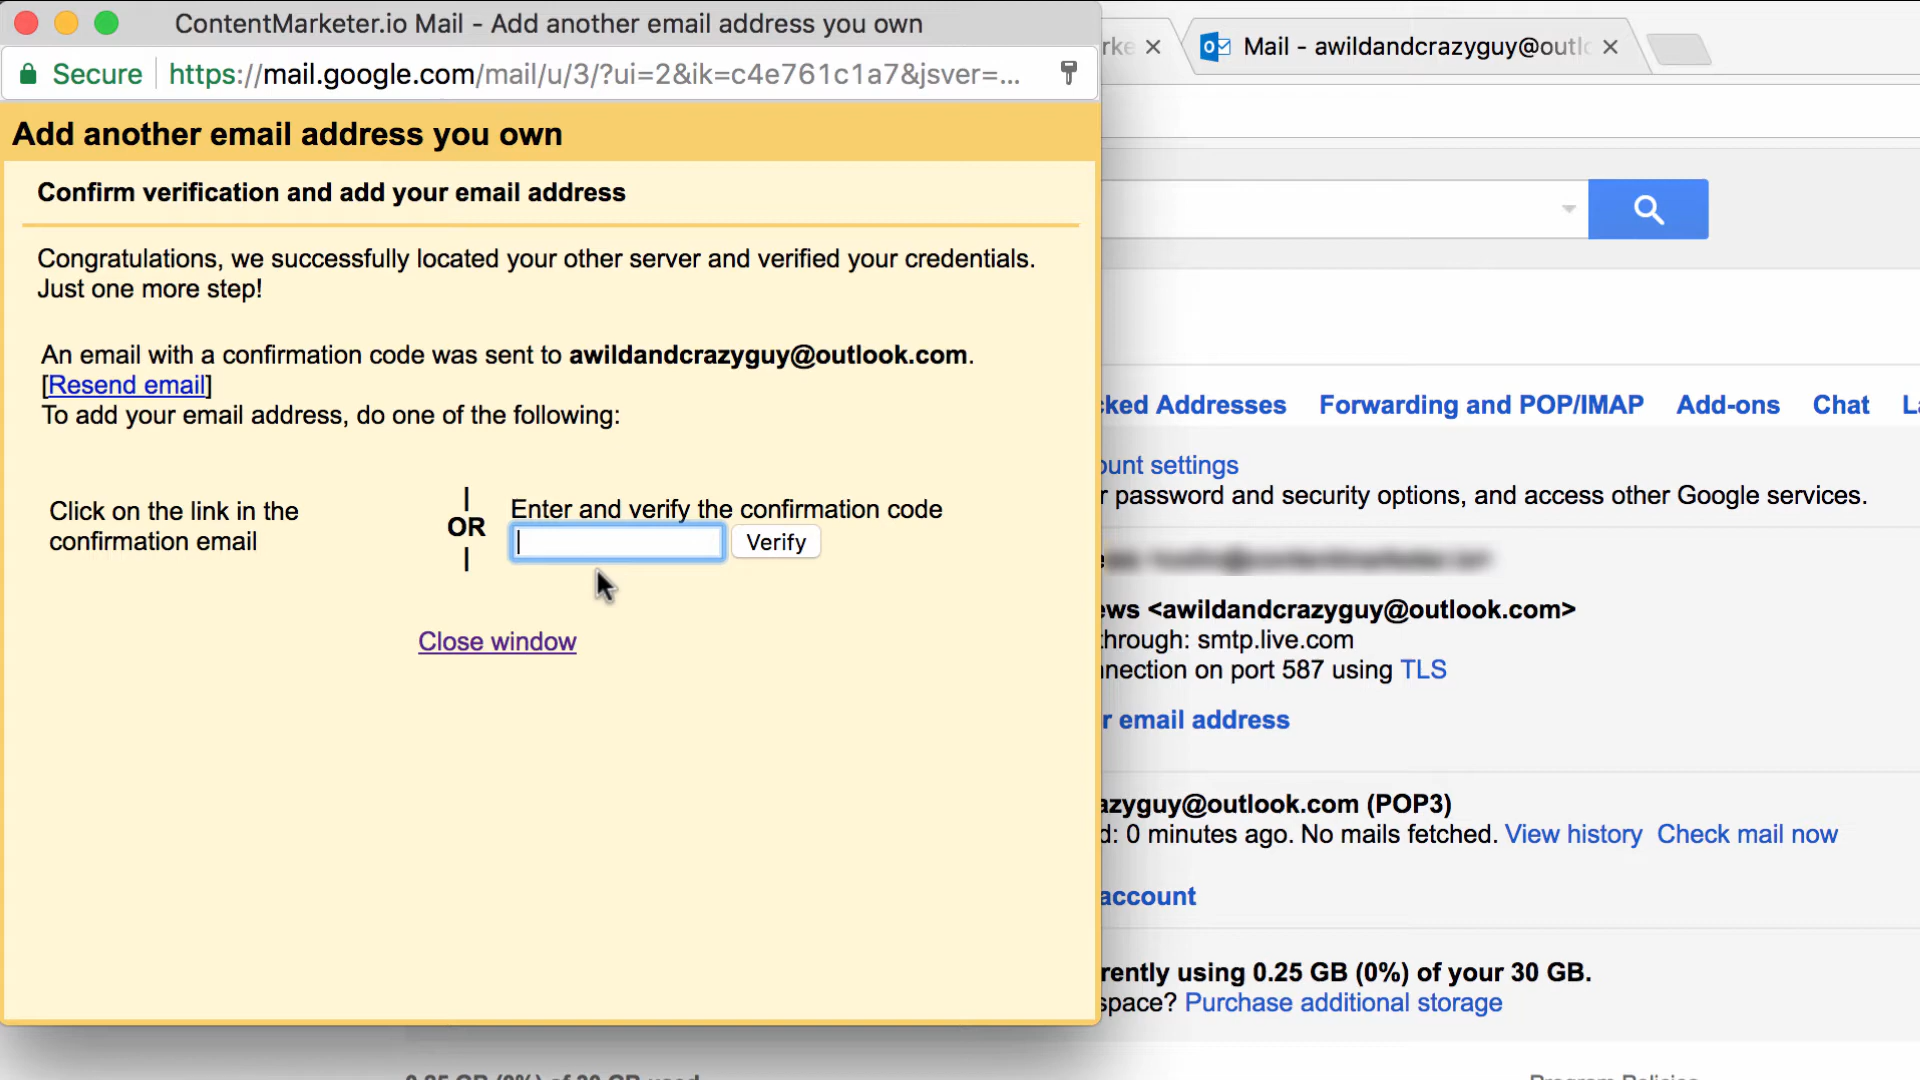 ContentMarketer.io Mail - Add another email address you own
Secure https://mail.google.com/mail/u/3/?ui=2&ik=c4e761c1a7&jsver=...
rke
Mail - awildandcrazyguy@outl
Add another email address you own
Confirm verification and add your email address
Congratulations, we successfully located your other server and verified your credentials.
Just one more step!
An email with a confirmation code was sent to awildandcrazyguy@outlook.com.
[Resend email]
To add your email address, do one of the following:
Click on the link in the
confirmation email
|
OR
|
Enter and verify the confirmation code
Verify
Close window
cked Addresses Forwarding and POP/IMAP Add-ons Chat La
ount settings
r password and security options, and access other Google services.
ews <awildandcrazyguy@outlook.com>
through: smtp.live.com
nnection on port 587 using TLS
r email address
azyguy@outlook.com (POP3)
d: 0 minutes ago. No mails fetched. View history Check mail now
account
rently using 0.25 GB (0%) of your 30 GB.
space? Purchase additional storage